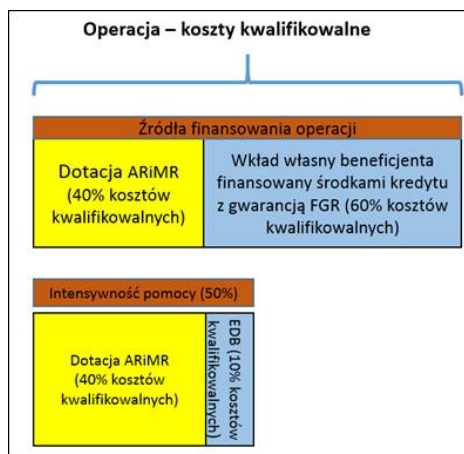 Operacja – koszty kwalifikowalne
Źródła finansowania operacji
Dotacja ARiMR
(40% kosztów
kwalifikowalnych)
Wkład własny beneficjenta
finansowany środkami kredytu
z gwarancją FGR (60% kosztów
kwalifikowalnych)
Intensywność pomocy (50%)
Dotacja ARiMR
(40% kosztów
kwalifikowalnych)
EDB (10% kosztów
kwalifikowalnych)